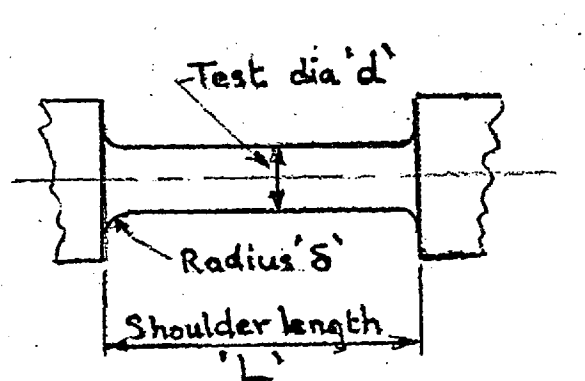 Test dia 'd'
Radius 'δ'
Shoulder length
'L'